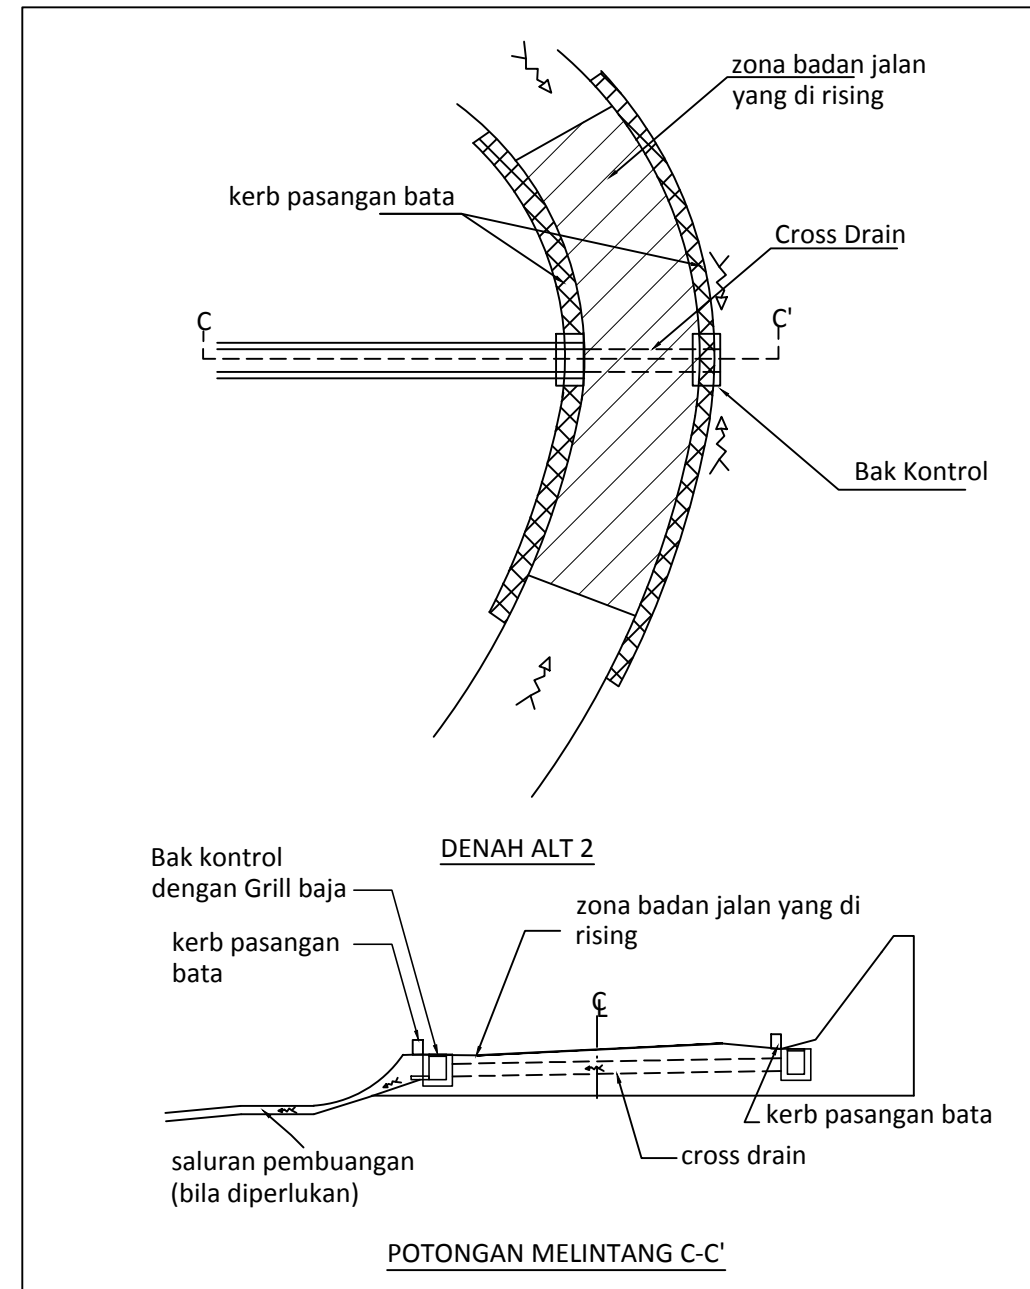 zona badan jalan
yang di rising
kerb pasangan bata
Cross Drain
C
C'
Bak Kontrol
DENAH ALT 2
Bak kontrol
dengan Grill baja
zona badan jalan yang di
rising
kerb pasangan
bata
℄
kerb pasangan bata
cross drain
saluran pembuangan
(bila diperlukan)
POTONGAN MELINTANG C-C'